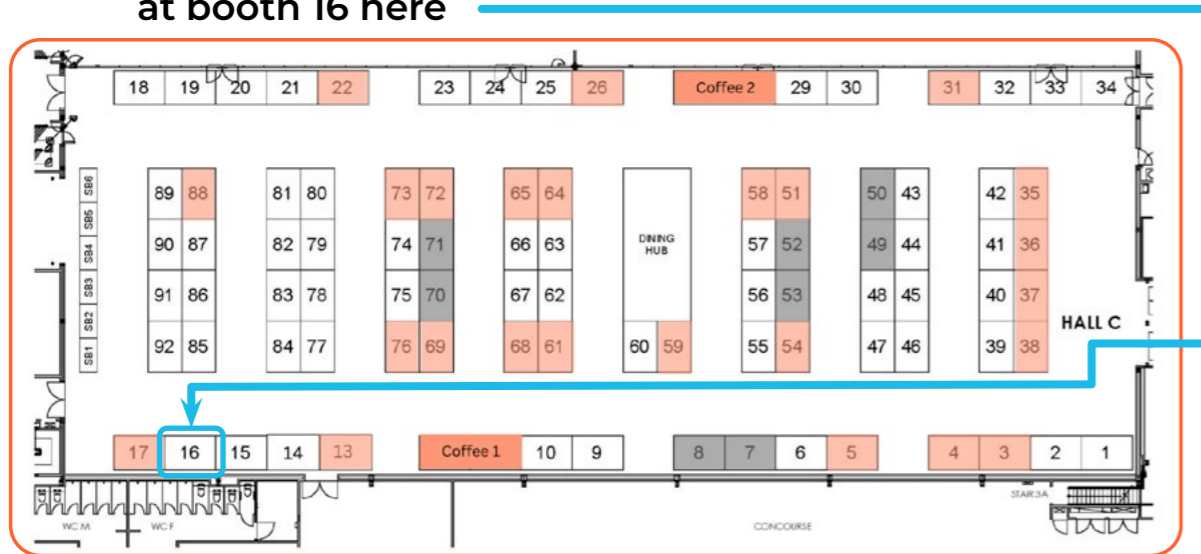 at booth 16 here
18 19 20 21 22 23 24 25 26 Coffee 2 29 30 31 32 33 34
SB6 89 88 81 80 73 72 65 64 58 51 50 43 42 35
SB5
SB4 90 87 82 79 74 71 66 63 DINING HUB 57 52 49 44 41 36
SB3 91 86 83 78 75 70 67 62 56 53 48 45 40 37
SB2
HALL C
SB1 92 85 84 77 76 69 68 61 60 59 55 54 47 46 39 38
17 16 15 14 13 Coffee 1 10 9 8 7 6 5 4 3 2 1
STAIR 3A
WC M WC F CONCOURSE